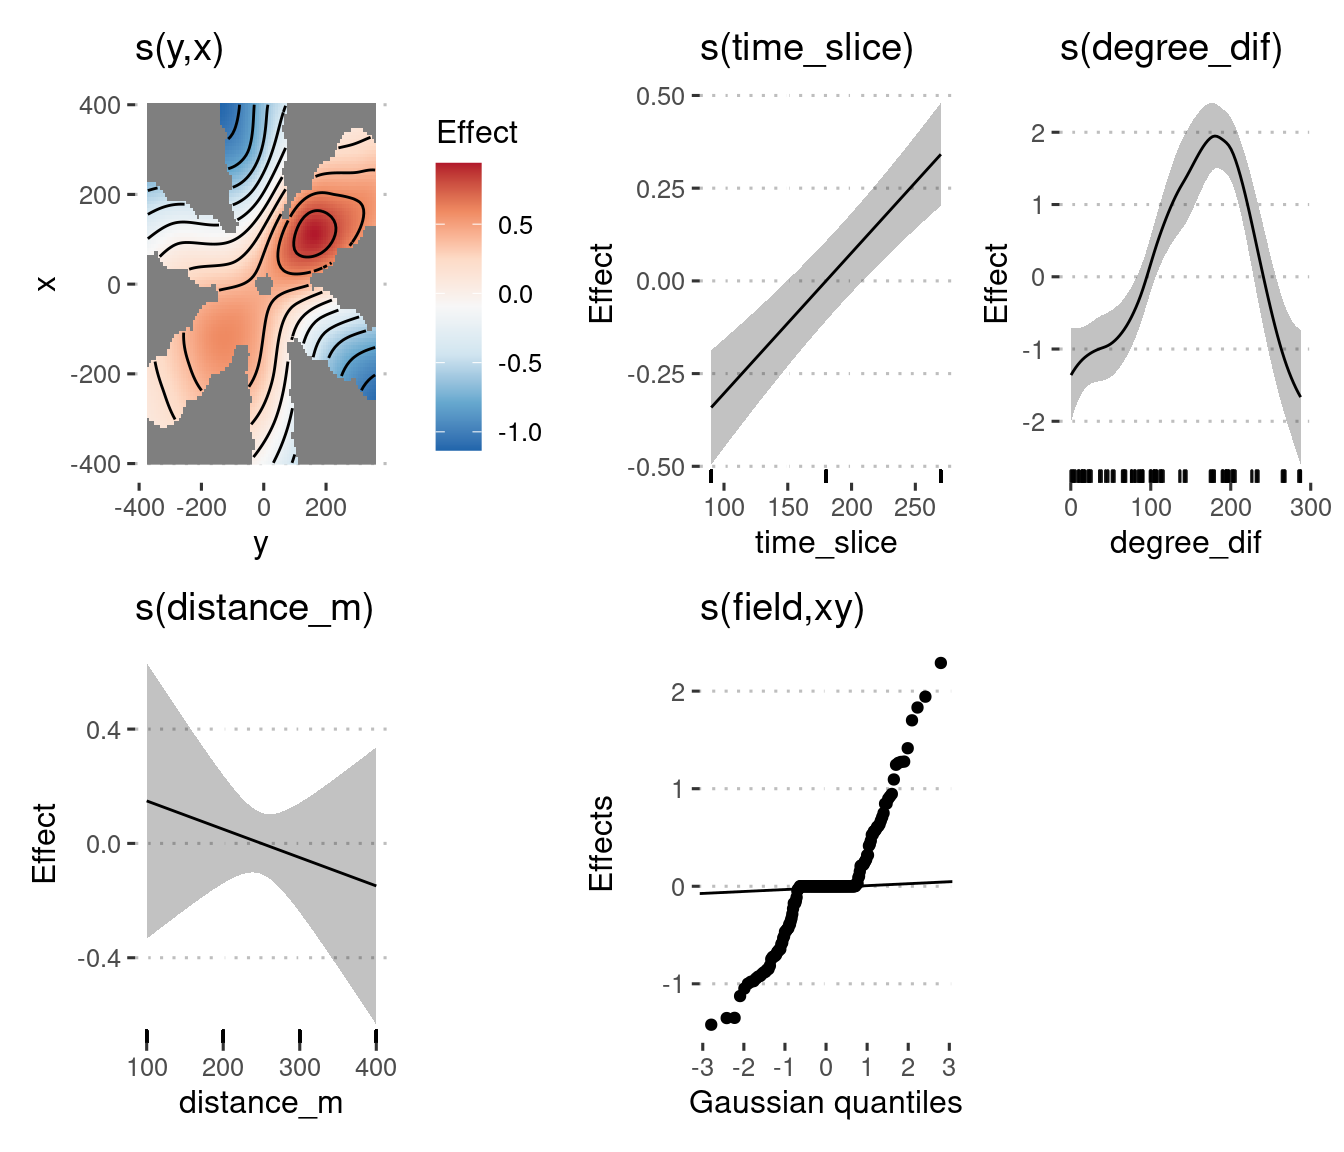 s(y,x)
400
200
0
-200
-400
x
-400 -200 0 200
y
Effect
0.5
0.0
-0.5
-1.0
s(time_slice)
0.50
0.25
0.00
-0.25
-0.50
Effect
100 150 200 250
time_slice
s(degree_dif)
2
1
0
-1
-2
Effect
0 100 200 300
degree_dif
s(distance_m)
0.4
0.0
-0.4
Effect
100 200 300 400
distance_m
s(field,xy)
2
1
0
-1
Effects
-3 -2 -1 0 1 2 3
Gaussian quantiles